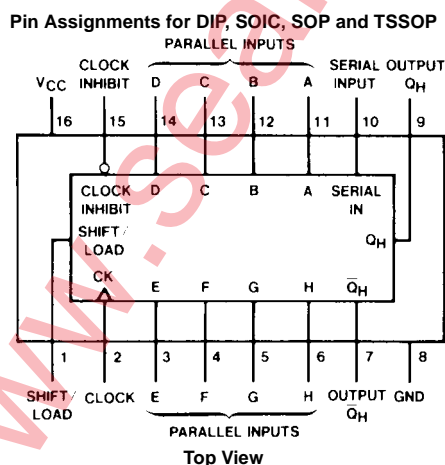 Pin Assignments for DIP, SOIC, SOP and TSSOP
PARALLEL INPUTS
CLOCK SERIAL OUTPUT
VCC INHIBIT D C B A INPUT QH
16 15 14 13 12 11 10 9
CLOCK D C B A SERIAL
INHIBIT IN
SHIFT/
LOAD QH
CK
E F G H Q̅H
1 2 3 4 5 6 7 8
SHIFT/ CLOCK E F G H OUTPUT GND
LOAD Q̅H
PARALLEL INPUTS
Top View
www.sea